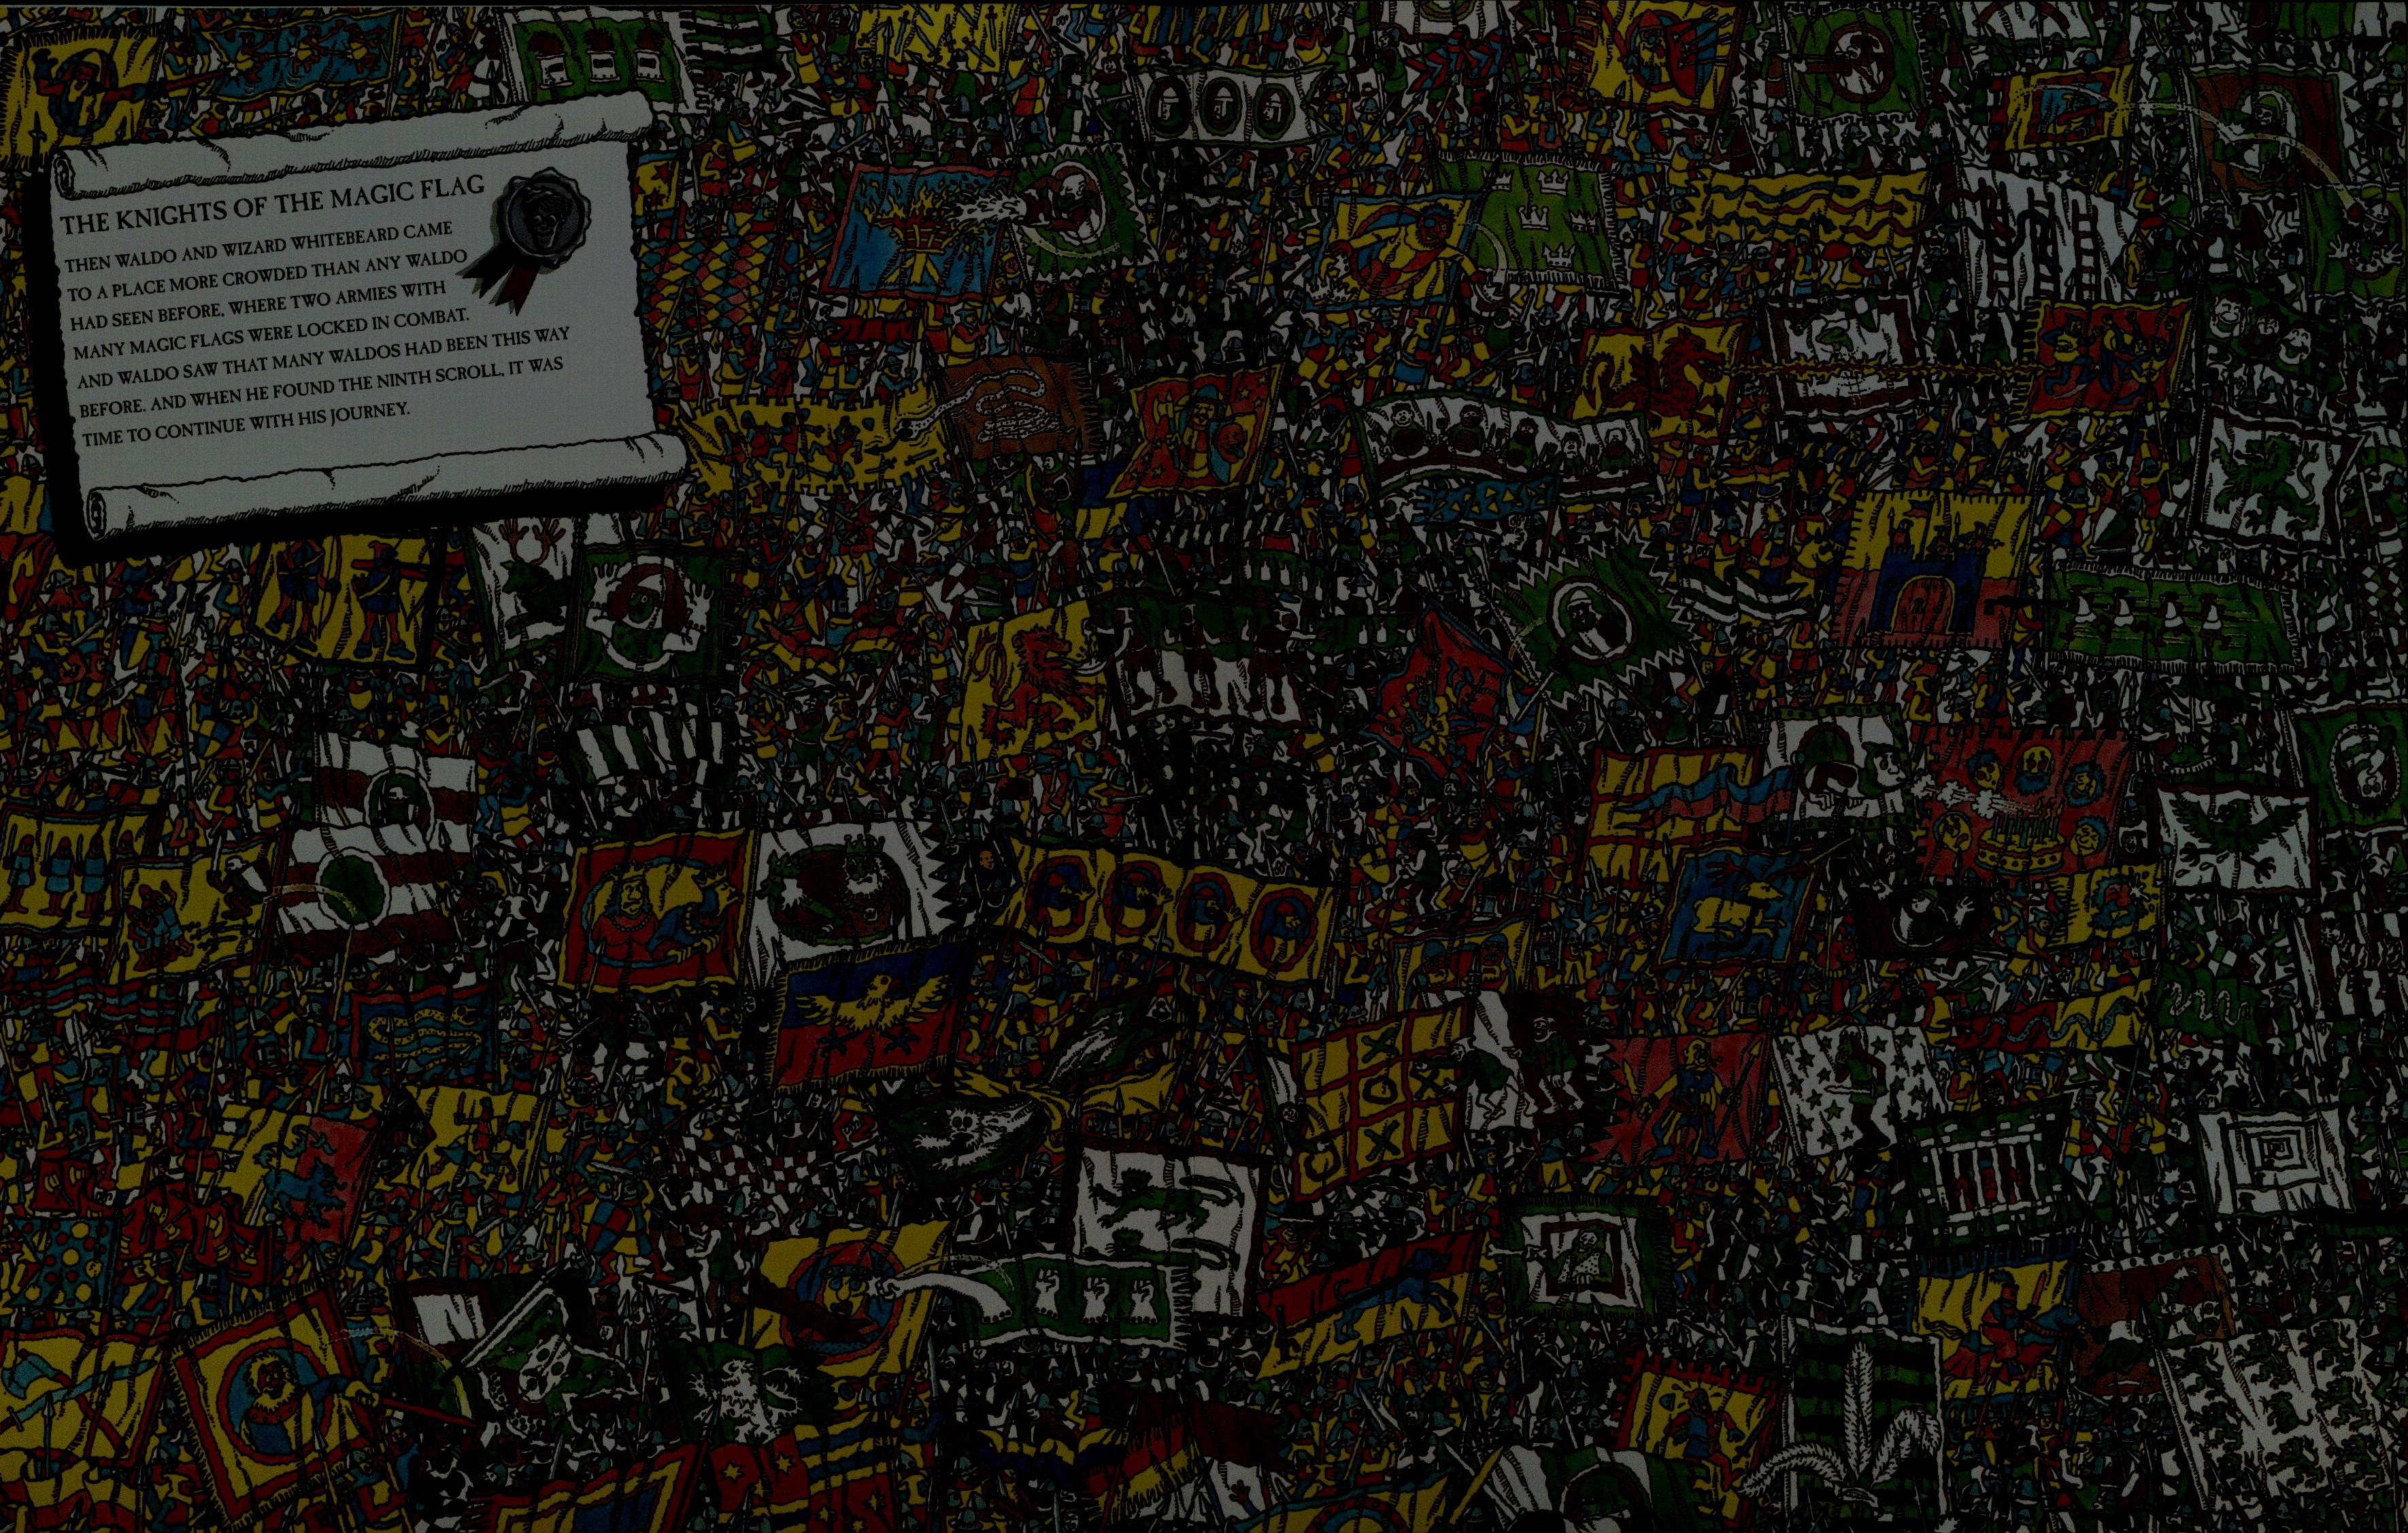 THE KNIGHTS OF THE MAGIC FLAG
THEN WALDO AND WIZARD WHITEBEARD CAME
TO A PLACE MORE CROWDED THAN ANY WALDO
HAD SEEN BEFORE, WHERE TWO ARMIES WITH
MANY MAGIC FLAGS WERE LOCKED IN COMBAT.
AND WALDO SAW THAT MANY WALDOS HAD BEEN THIS WAY
BEFORE. AND WHEN HE FOUND THE NINTH SCROLL, IT WAS
TIME TO CONTINUE WITH HIS JOURNEY.